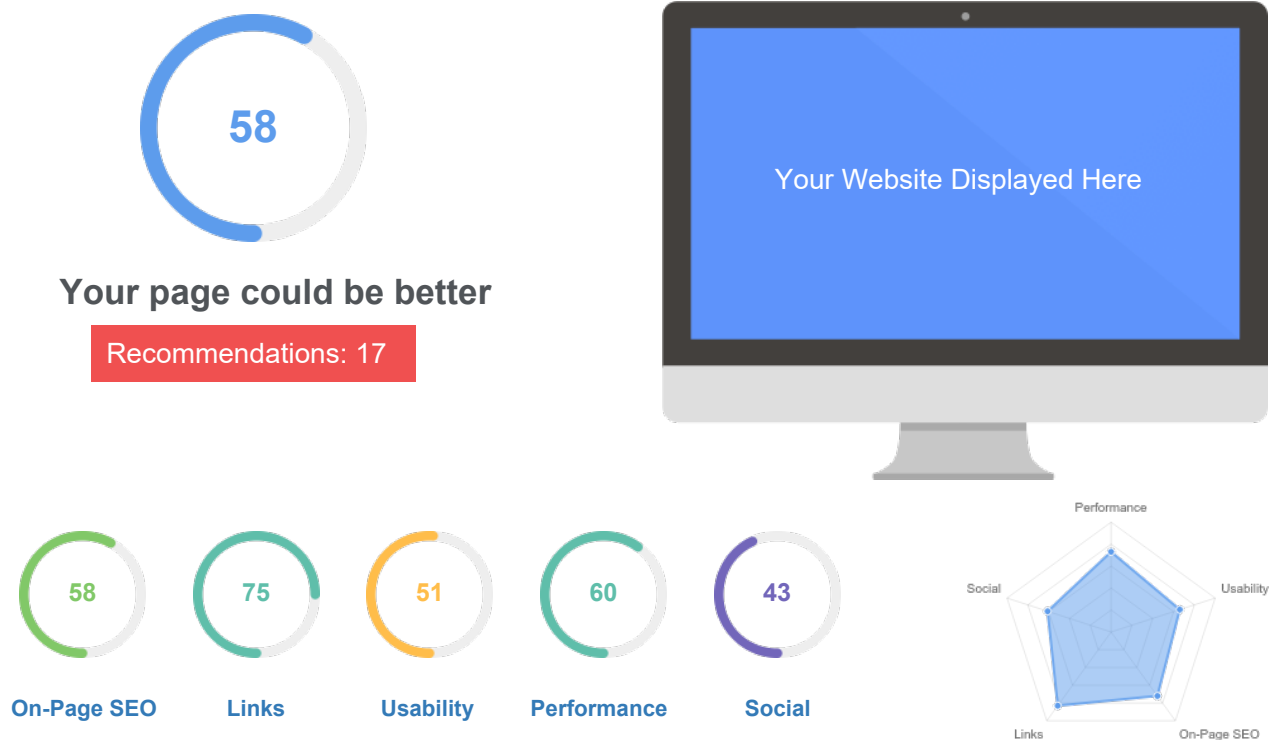 58
Your page could be better
Recommendations: 17
Your Website Displayed Here
58
75
51
60
43
On-Page SEO
Links
Usability
Performance
Social
Performance
Social
Usability
Links
On-Page SEO